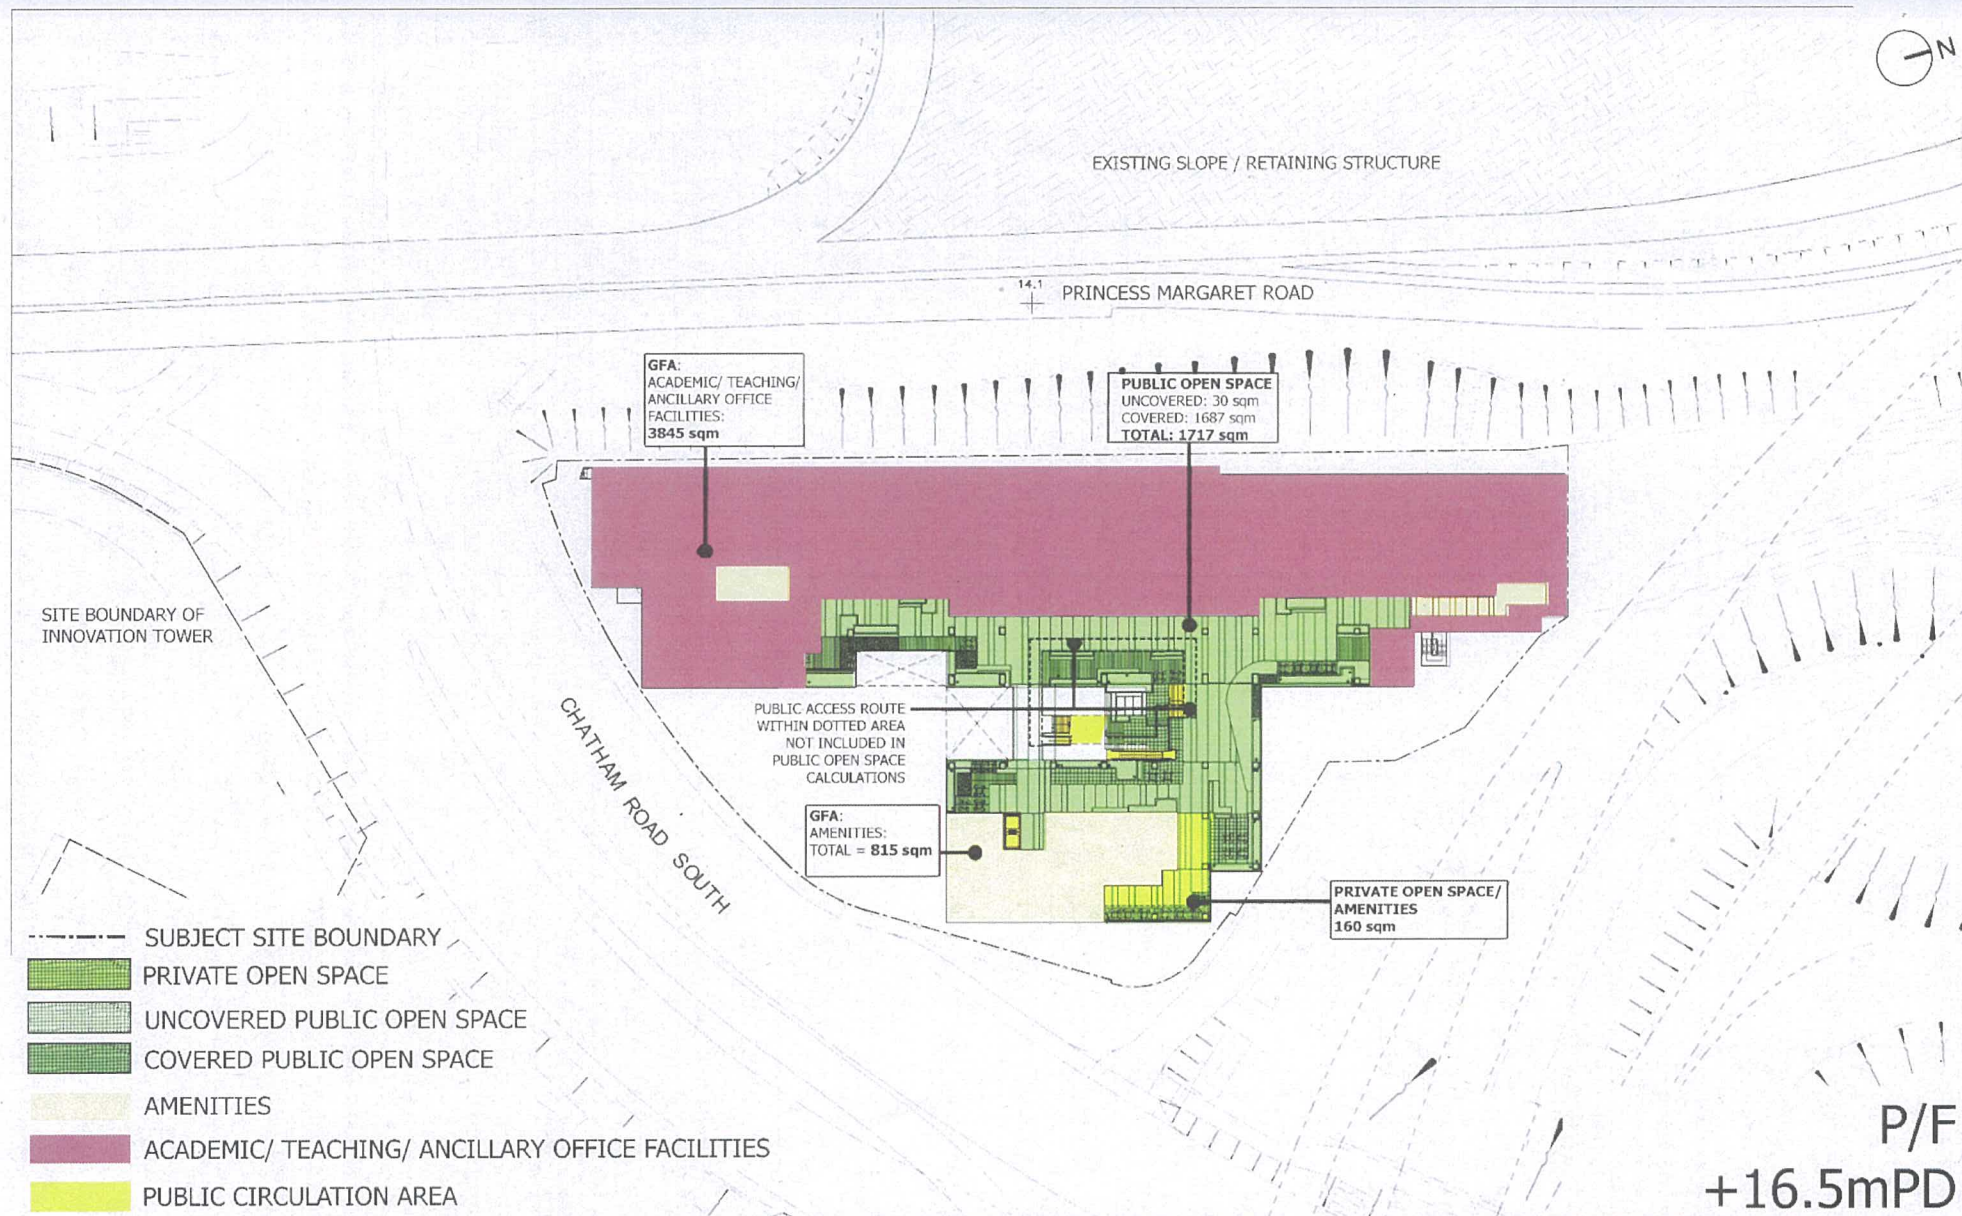 N
EXISTING SLOPE / RETAINING STRUCTURE
14.1
PRINCESS MARGARET ROAD
GFA:
ACADEMIC/ TEACHING/
ANCILLARY OFFICE
FACILITIES:
3845 sqm
PUBLIC OPEN SPACE
UNCOVERED: 30 sqm
COVERED: 1687 sqm
TOTAL: 1717 sqm
SITE BOUNDARY OF
INNOVATION TOWER
CHATHAM ROAD SOUTH
PUBLIC ACCESS ROUTE
WITHIN DOTTED AREA
NOT INCLUDED IN
PUBLIC OPEN SPACE
CALCULATIONS
GFA:
AMENITIES:
TOTAL = 815 sqm
PRIVATE OPEN SPACE/
AMENITIES
160 sqm
SUBJECT SITE BOUNDARY
PRIVATE OPEN SPACE
UNCOVERED PUBLIC OPEN SPACE
COVERED PUBLIC OPEN SPACE
AMENITIES
ACADEMIC/ TEACHING/ ANCILLARY OFFICE FACILITIES
PUBLIC CIRCULATION AREA
P/F
+16.5mPD